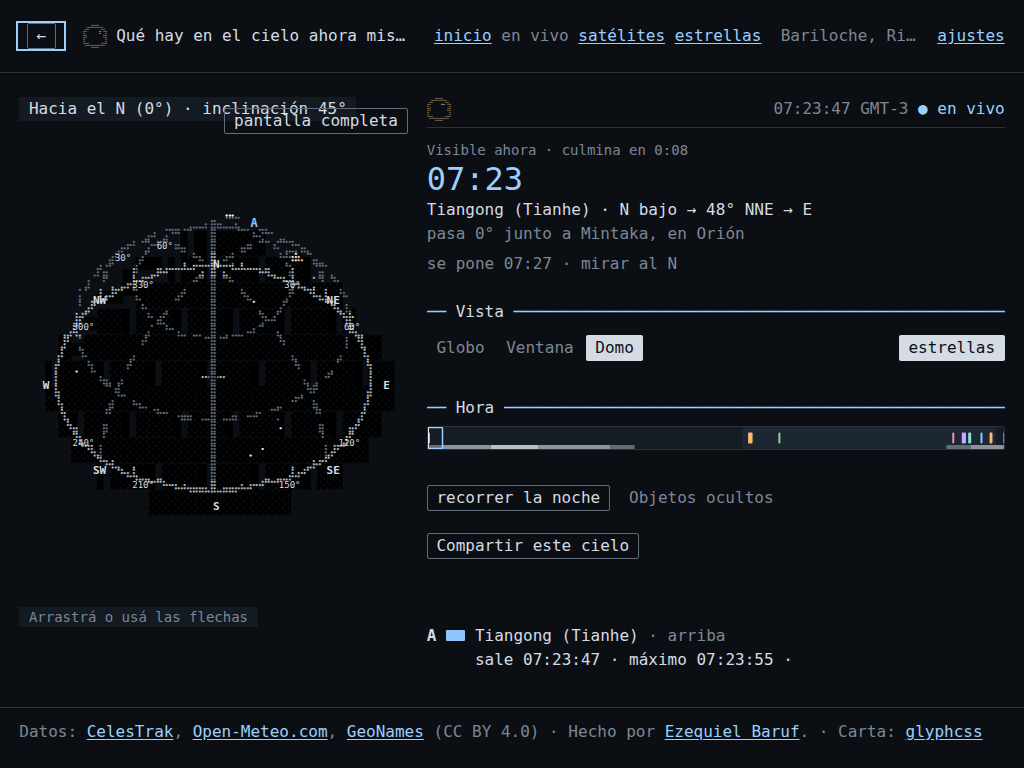 ← Qué hay en el cielo ahora mis… inicio en vivo satélites estrellas Bariloche, Ri… ajustes
Hacia el N (0°) · inclinación 45°
pantalla completa
A
60°
30°
N
330°
30°
NW
NE
300°
60°
W
E
240°
120°
SW
SE
210°
150°
S
Arrastrá o usá las flechas
07:23:47 GMT-3 ● en vivo
Visible ahora · culmina en 0:08
07:23
Tiangong (Tianhe) · N bajo → 48° NNE → E
pasa 0° junto a Mintaka, en Orión
se pone 07:27 · mirar al N
Vista
Globo Ventana Domo estrellas
Hora
recorrer la noche Objetos ocultos
Compartir este cielo
A Tiangong (Tianhe) · arriba
sale 07:23:47 · máximo 07:23:55 ·
Datos: CelesTrak, Open-Meteo.com, GeoNames (CC BY 4.0) · Hecho por Ezequiel Baruf. · Carta: glyphcss